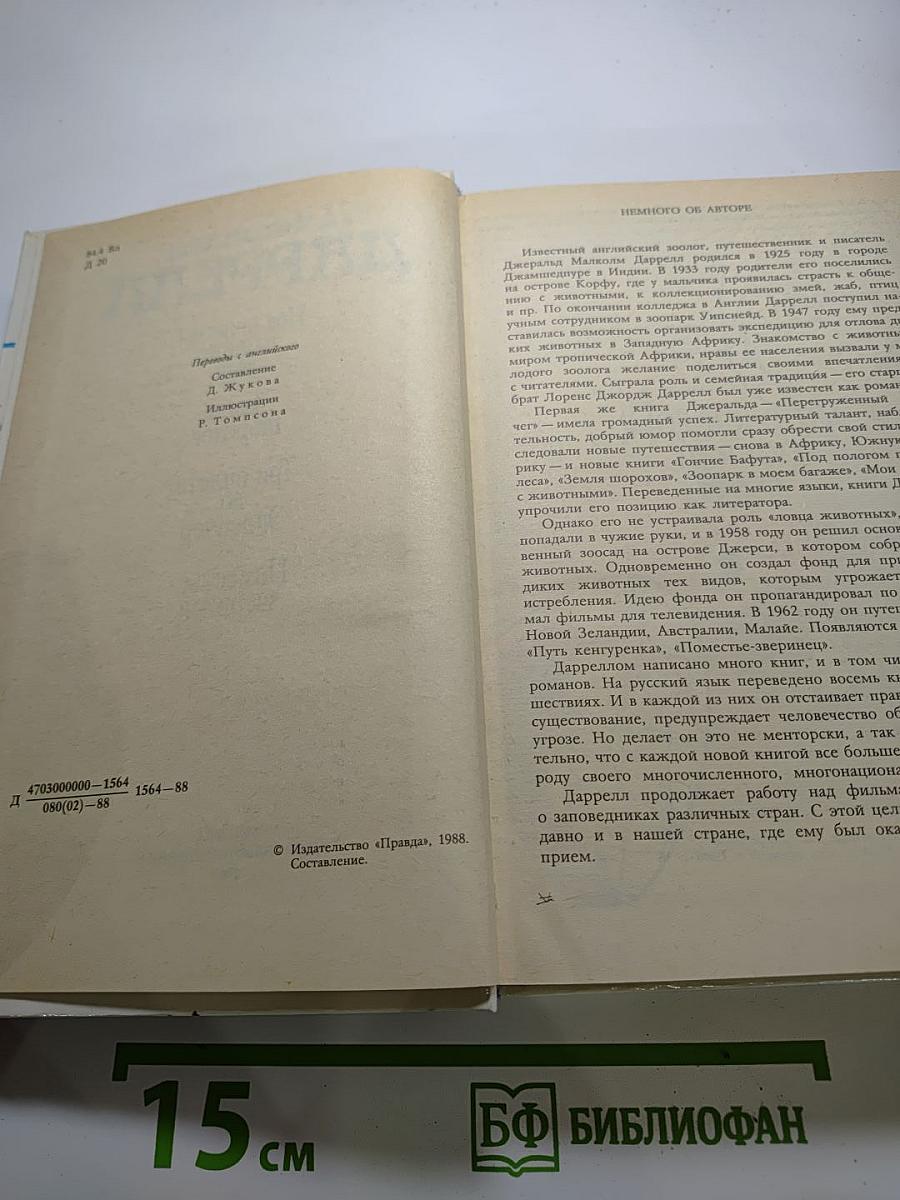 84.4 Вл
Д 20
Переводы с английского
Составление
Д. Жукова
Иллюстрации
Р. Томпсона
Д 4703000000—1564 1564—88
080(02)—88
© Издательство «Правда», 1988.
Составление.
НЕМНОГО ОБ АВТОРЕ
Известный английский зоолог, путешественник и писатель
Джеральд Малколм Даррелл родился в 1925 году в городе
Джамшедпуре в Индии. В 1933 году родители его поселились
на острове Корфу, где у мальчика проявилась страсть к обще-
нию с животными, к коллекционированию змей, жаб, птиц
и пр. По окончании колледжа в Англии Даррелл поступил на-
учным сотрудником в зоопарк Уипснейд. В 1947 году ему пред
ставилась возможность организовать экспедицию для отлова ди
ких животных в Западную Африку. Знакомство с животны
миром тропической Африки, нравы ее населения вызвали у м
лодого зоолога желание поделиться своими впечатления
с читателями. Сыграла роль и семейная традиция — его стар
брат Лоренс Джордж Даррелл был уже известен как роман
Первая же книга Джеральда — «Перегруженный
чег» — имела громадный успех. Литературный талант, наб
тельность, добрый юмор помогли сразу обрести свой стил
следовали новые путешествия — снова в Африку, Южную
рику — и новые книги «Гончие Бафута», «Под пологом п
леса», «Земля шорохов», «Зоопарк в моем багаже», «Мои
с животными». Переведенные на многие языки, книги Д
упрочили его позицию как литератора.
Однако его не устраивала роль «ловца животных»,
попадали в чужие руки, и в 1958 году он решил основ
венный зоосад на острове Джерси, в котором собр
животных. Одновременно он создал фонд для при
диких животных тех видов, которым угрожает
истребления. Идею фонда он пропагандировал по
мал фильмы для телевидения. В 1962 году он путе
Новой Зеландии, Австралии, Малайе. Появляются
«Путь кенгуренка», «Поместье-зверинец».
Дарреллом написано много книг, и в том чи
романов. На русский язык переведено восемь кн
шествиях. И в каждой из них он отстаивает прав
существование, предупреждает человечество об
угрозе. Но делает он это не менторски, а так
тельно, что с каждой новой книгой все больше
роду своего многочисленного, многонациона
Даррелл продолжает работу над фильма
о заповедниках различных стран. С этой цел
давно и в нашей стране, где ему был ока
прием.
15 см
БФ БИБЛИОФАН